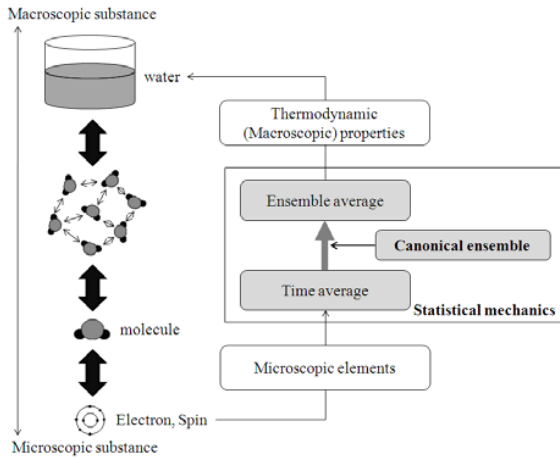 Macroscopic substance
water
Thermodynamic
(Macroscopic) properties
Ensemble average
Canonical ensemble
Time average
Statistical mechanics
molecule
Microscopic elements
Electron, Spin
Microscopic substance